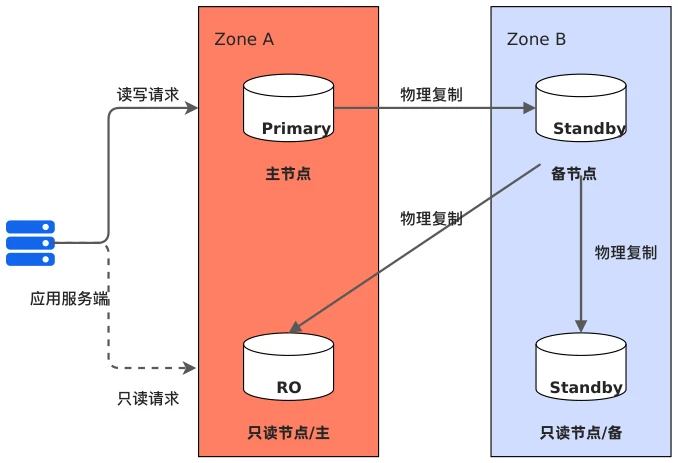 Zone A
Zone B
读写请求
物理复制
Primary
Standby
主节点
备节点
物理复制
物理复制
应用服务端
RO
Standby
只读请求
只读节点/主
只读节点/备